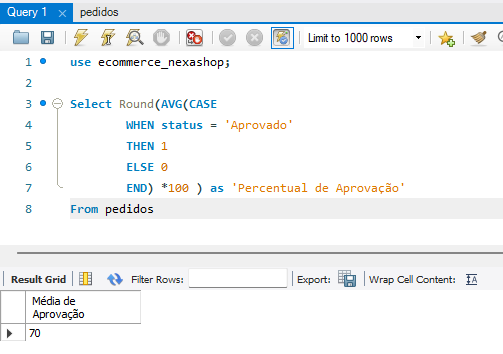 Query 1
pedidos
Limit to 1000 rows
1 use ecommerce_nexashop;
2
3 Select Round(AVG(CASE
4 WHEN status = 'Aprovado'
5 THEN 1
6 ELSE 0
7 END) *100 ) as 'Percentual de Aprovação'
8 From pedidos
Result Grid
Filter Rows:
Export:
Wrap Cell Content:
Média de
Aprovação
70